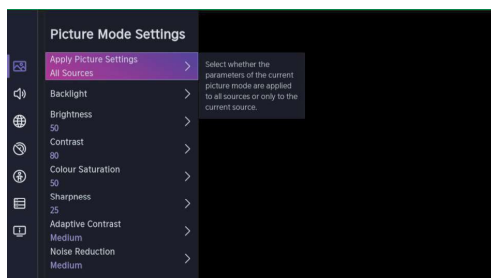 Picture Mode Settings
Apply Picture Settings
All Sources
Select whether the
parameters of the current
picture mode are applied
to all sources or only to the
current source.
Backlight
Brightness
50
Contrast
80
Colour Saturation
50
Sharpness
25
Adaptive Contrast
Medium
Noise Reduction
Medium